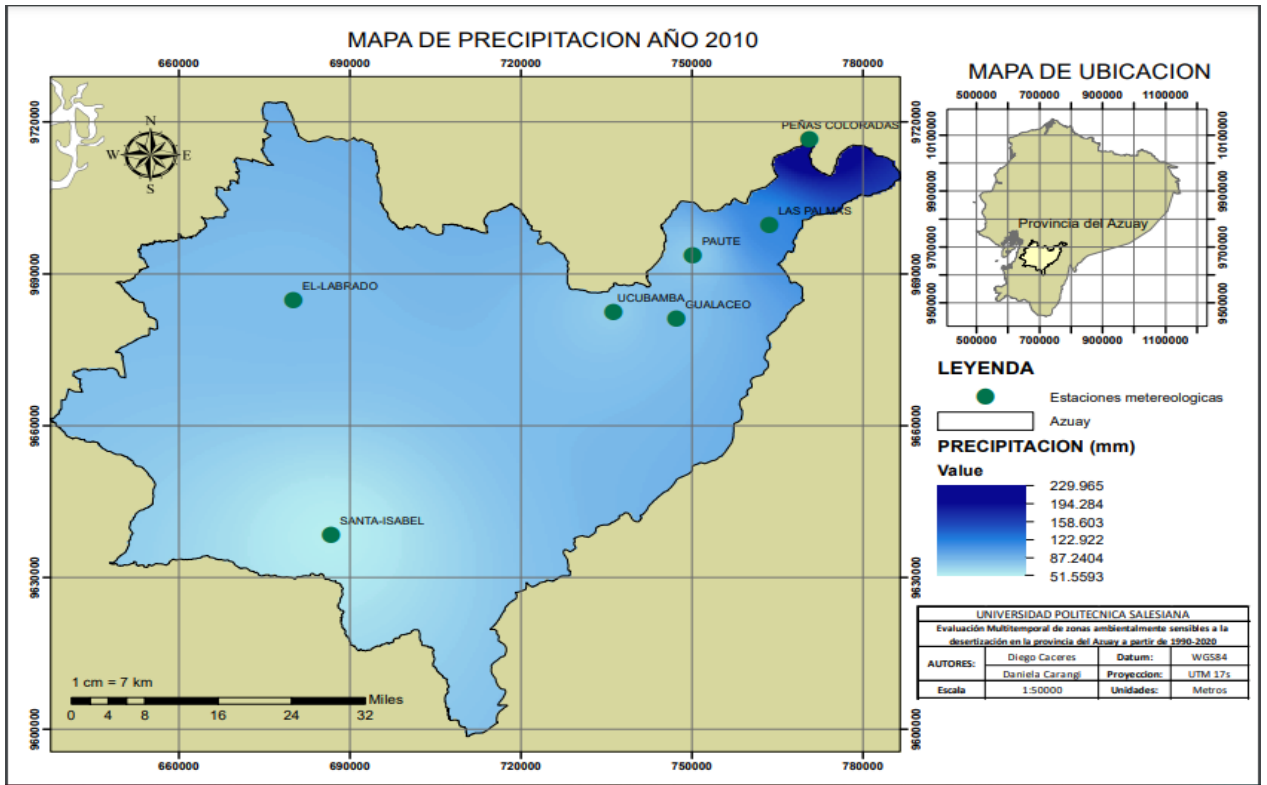 MAPA DE PRECIPITACION AÑO 2010
660000 690000 720000 750000 780000
9720000 9720000
9690000 9690000
9660000 9660000
9630000 9630000
9600000 9600000
N
W E
S
PEÑAS COLORADAS
LAS PALMAS
PAUTE
EL-LABRADO
UCUBAMBA
GUALACEO
SANTA-ISABEL
1 cm = 7 km
Miles
0 4 8 16 24 32
660000 690000 720000 750000 780000
MAPA DE UBICACION
500000 700000 900000 1100000
10100000 10100000
9900000 9900000
9700000 9700000
9500000 9500000
Provincia del Azuay
500000 700000 900000 1100000
LEYENDA
Estaciones metereologicas
Azuay
PRECIPITACION (mm)
Value
229.965
194.284
158.603
122.922
87.2404
51.5593
UNIVERSIDAD POLITECNICA SALESIANA
Evaluación Multitemporal de zonas ambientalmente sensibles a la
desertización en la provincia del Azuay a partir de 1990-2020
AUTORES: Diego Caceres Datum: WGS84
Daniela Carangi Proyeccion: UTM 17s
Escala 1:50000 Unidades: Metros